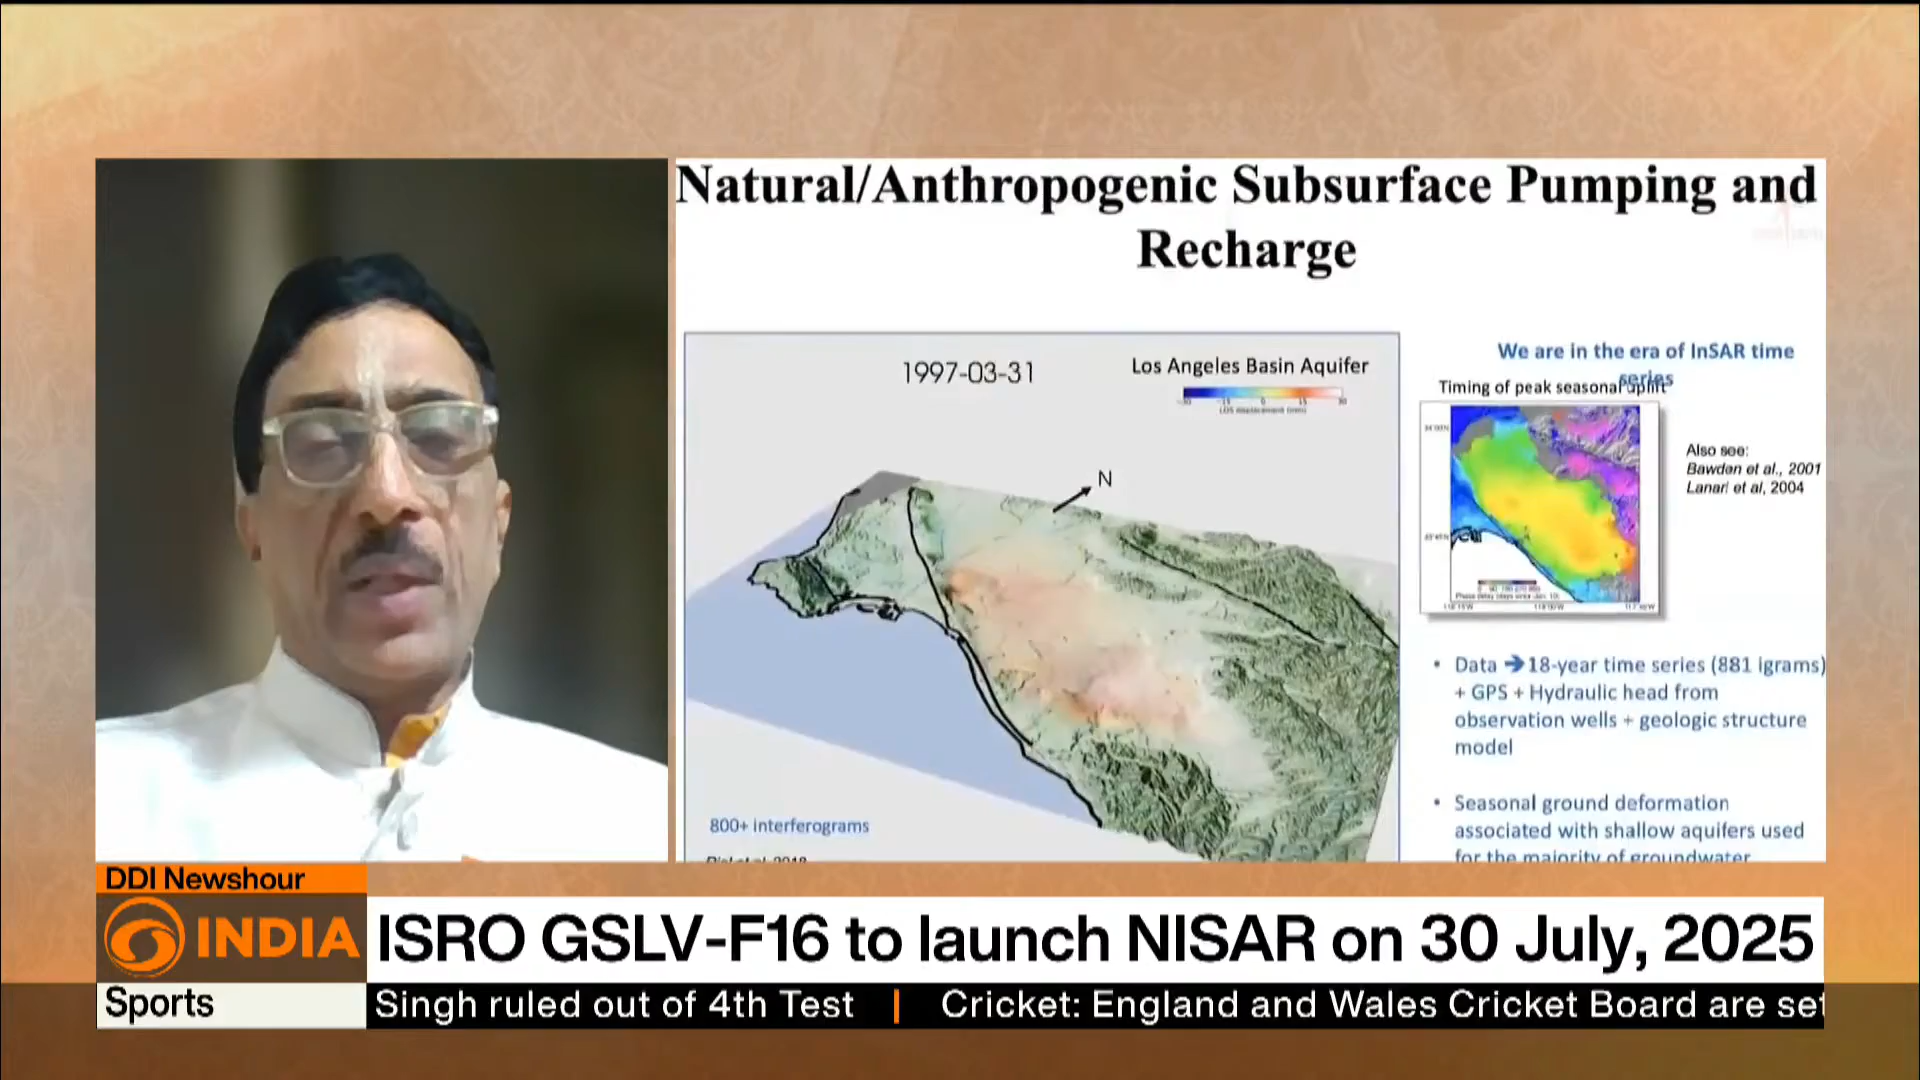 Natural/Anthropogenic Subsurface Pumping and
Recharge
1997-03-31
Los Angeles Basin Aquifer
LOS displacement (mm)
N
800+ interferograms
We are in the era of InSAR time
series
Timing of peak seasonal uplift
Also see:
Bawden et al., 2001
Lanari et al, 2004
• Data ➔18-year time series (881 igrams)
+ GPS + Hydraulic head from
observation wells + geologic structure
model
• Seasonal ground deformation
associated with shallow aquifers used
for the majority of groundwater
DDI Newshour
INDIA
ISRO GSLV-F16 to launch NISAR on 30 July, 2025
Sports
Singh ruled out of 4th Test | Cricket: England and Wales Cricket Board are set